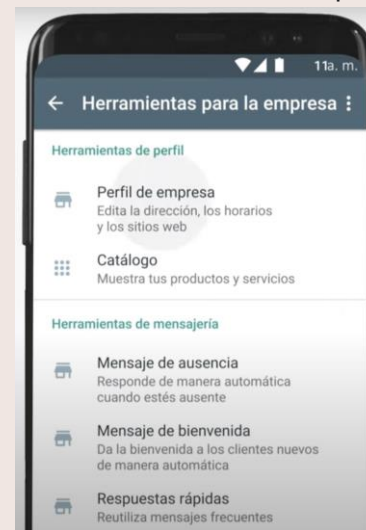 11a. m.
Herramientas para la empresa
Herramientas de perfil
Perfil de empresa
Edita la dirección, los horarios
y los sitios web
Catálogo
Muestra tus productos y servicios
Herramientas de mensajería
Mensaje de ausencia
Responde de manera automática
cuando estés ausente
Mensaje de bienvenida
Da la bienvenida a los clientes nuevos
de manera automática
Respuestas rápidas
Reutiliza mensajes frecuentes